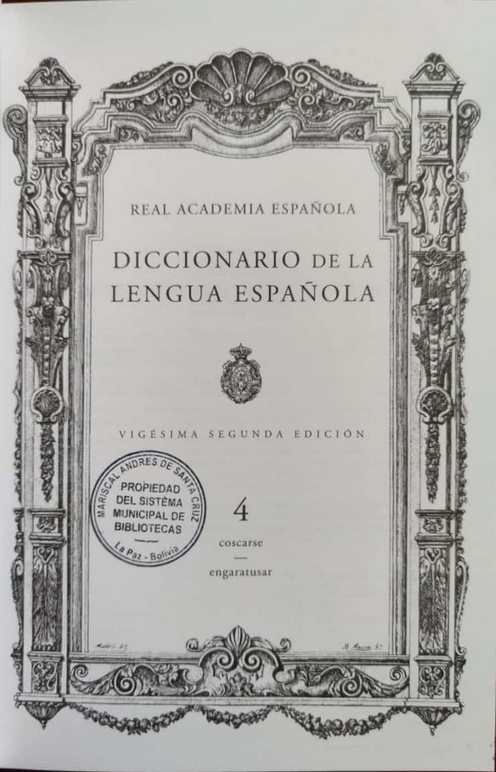 REAL ACADEMIA ESPAÑOLA
DICCIONARIO DE LA
LENGUA ESPAÑOLA
VIGÉSIMA SEGUNDA EDICIÓN
MARISCAL ANDRES DE SANTA CRUZ
PROPIEDAD
DEL SISTEMA
MUNICIPAL DE
BIBLIOTECAS
La Paz - Bolivia
4
coscarse
—
engaratusar